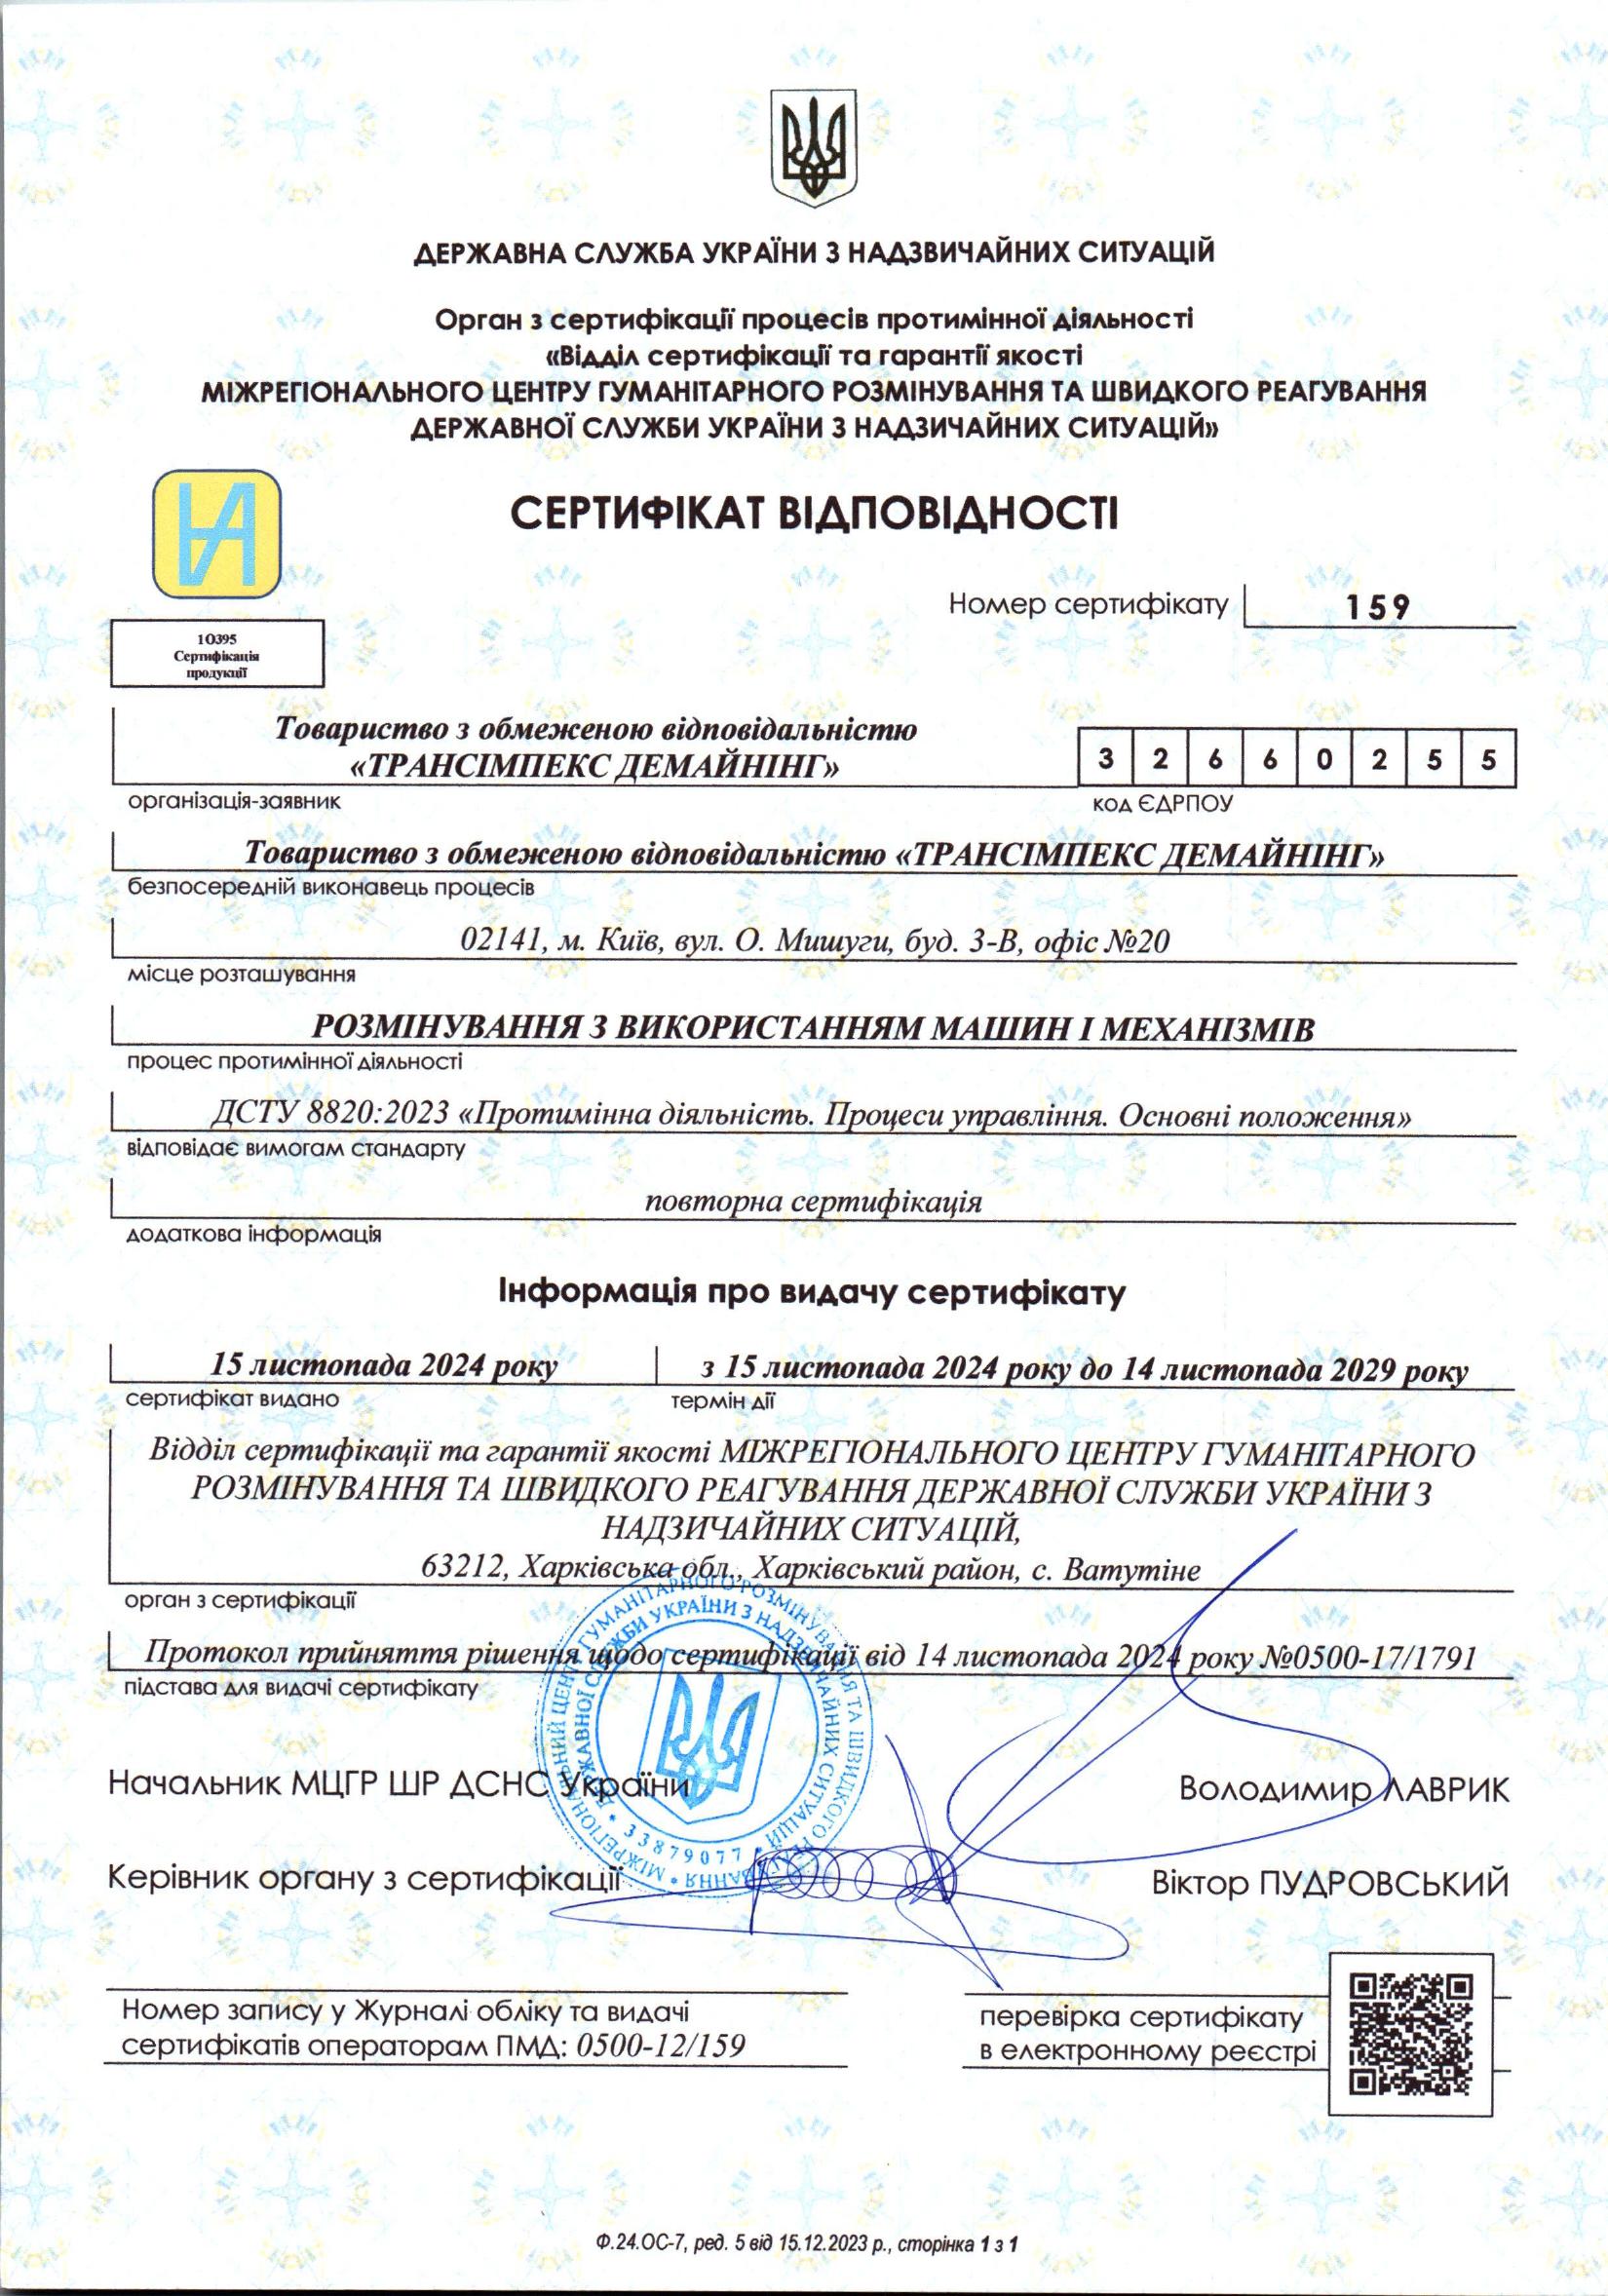 ДЕРЖАВНА СЛУЖБА УКРАЇНИ З НАДЗВИЧАЙНИХ СИТУАЦІЙ
Орган з сертифікації процесів протимінної діяльності
«Відділ сертифікації та гарантії якості
МІЖРЕГІОНАЛЬНОГО ЦЕНТРУ ГУМАНІТАРНОГО РОЗМІНУВАННЯ ТА ШВИДКОГО РЕАГУВАННЯ
ДЕРЖАВНОЇ СЛУЖБИ УКРАЇНИ З НАДЗИЧАЙНИХ СИТУАЦІЙ»
СЕРТИФІКАТ ВІДПОВІДНОСТІ
Номер сертифікату 159
1О395
Сертифікація
продукції
Товариство з обмеженою відповідальністю
«ТРАНСІМПЕКС ДЕМАЙНІНГ»
3 2 6 6 0 2 5 5
організація-заявник
код ЄДРПОУ
Товариство з обмеженою відповідальністю «ТРАНСІМПЕКС ДЕМАЙНІНГ»
безпосередній виконавець процесів
02141, м. Київ, вул. О. Мишуги, буд. 3-В, офіс №20
місце розташування
РОЗМІНУВАННЯ З ВИКОРИСТАННЯМ МАШИН І МЕХАНІЗМІВ
процес протимінної діяльності
ДСТУ 8820:2023 «Протимінна діяльність. Процеси управління. Основні положення»
відповідає вимогам стандарту
повторна сертифікація
додаткова інформація
Інформація про видачу сертифікату
15 листопада 2024 року
з 15 листопада 2024 року до 14 листопада 2029 року
сертифікат видано
термін дії
Відділ сертифікації та гарантії якості МІЖРЕГІОНАЛЬНОГО ЦЕНТРУ ГУМАНІТАРНОГО
РОЗМІНУВАННЯ ТА ШВИДКОГО РЕАГУВАННЯ ДЕРЖАВНОЇ СЛУЖБИ УКРАЇНИ З
НАДЗИЧАЙНИХ СИТУАЦІЙ,
63212, Харківська обл., Харківський район, с. Ватутіне
орган з сертифікації
Протокол прийняття рішення щодо сертифікації від 14 листопада 2024 року №0500-17/1791
підстава для видачі сертифікату
МІЖРЕГІОНАЛЬНИЙ ЦЕНТР ГУМАНІТАРНОГО РОЗМІНУВАННЯ ТА ШВИДКОГО РЕАГУВАННЯ
ДЕРЖАВНОЇ СЛУЖБИ УКРАЇНИ З НАДЗВИЧАЙНИХ СИТУАЦІЙ
33879077
Начальник МЦГР ШР ДСНС України
Володимир ЛАВРИК
Керівник органу з сертифікації
Віктор ПУДРОВСЬКИЙ
Номер запису у Журналі обліку та видачі
сертифікатів операторам ПМД: 0500-12/159
перевірка сертифікату
в електронному реєстрі
Ф.24.ОС-7, ред. 5 від 15.12.2023 р., сторінка 1 з 1